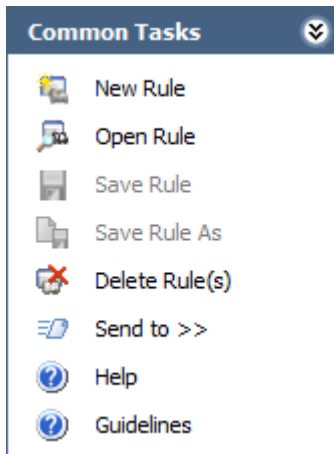 Common Tasks
New Rule
Open Rule
Save Rule
Save Rule As
Delete Rule(s)
Send to >>
Help
Guidelines